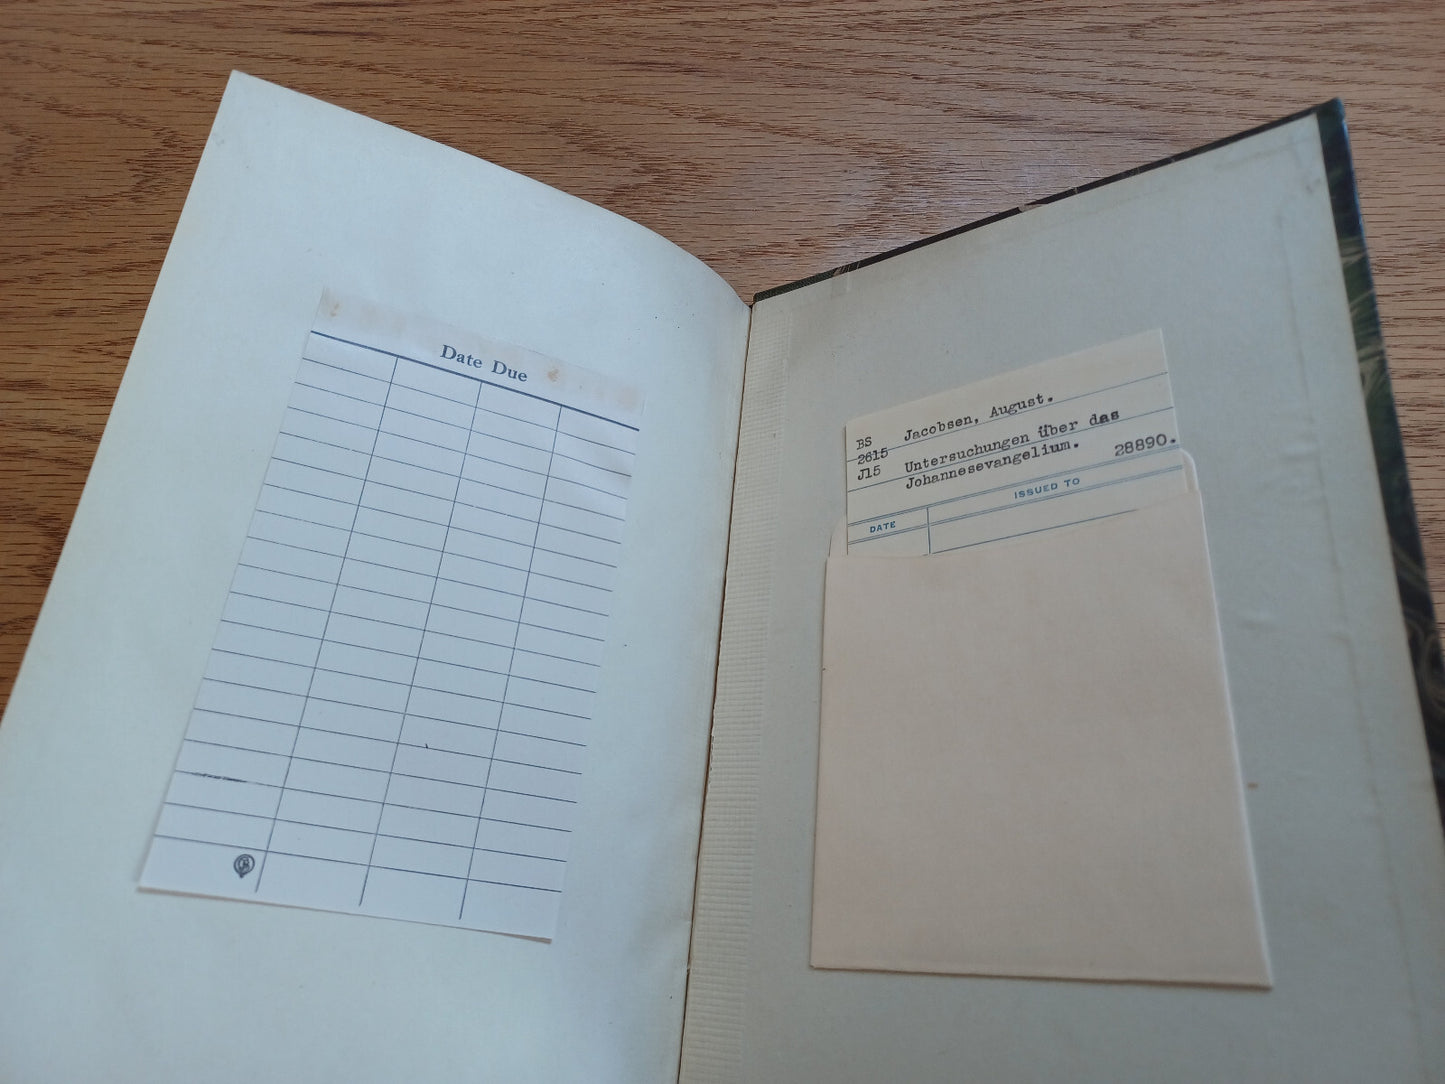 Date Due
BS Jacobsen, August.
2615
J15 Untersuchungen über das
Johannesevangelium. 28890.
ISSUED TO
DATE